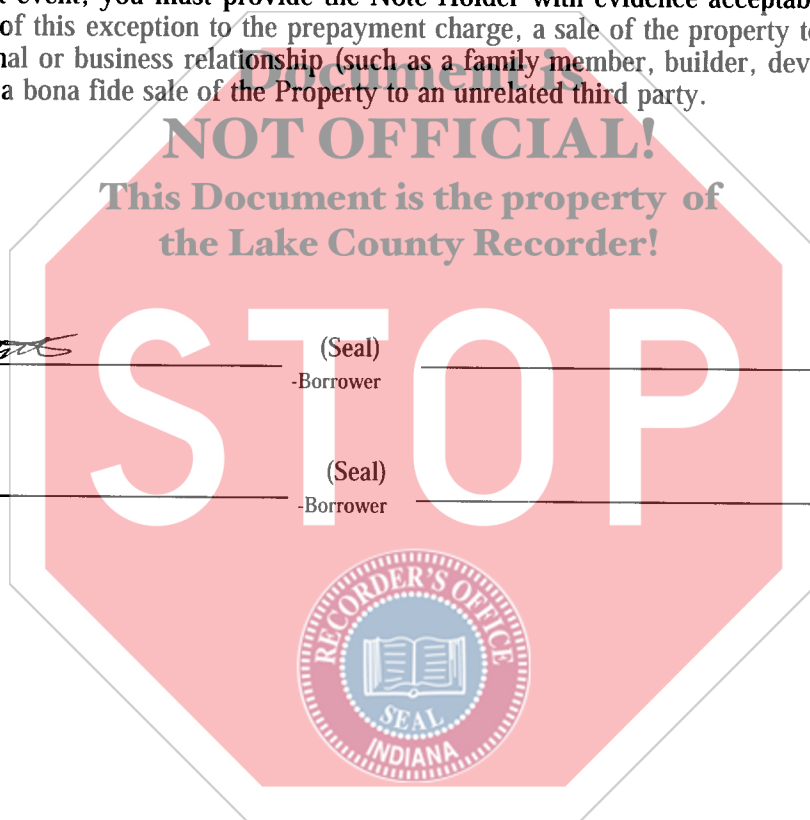 event, you must provide the Note Holder with evidence acceptab
of this exception to the prepayment charge, a sale of the property t
nal or business relationship (such as a family member, builder, dev
a bona fide sale of the Property to an unrelated third party.
Document is
NOT OFFICIAL!
This Document is the property of
the Lake County Recorder!
STOP
(Seal)
-Borrower
(Seal)
-Borrower
RECORDER'S OFFICE
SEAL
INDIANA